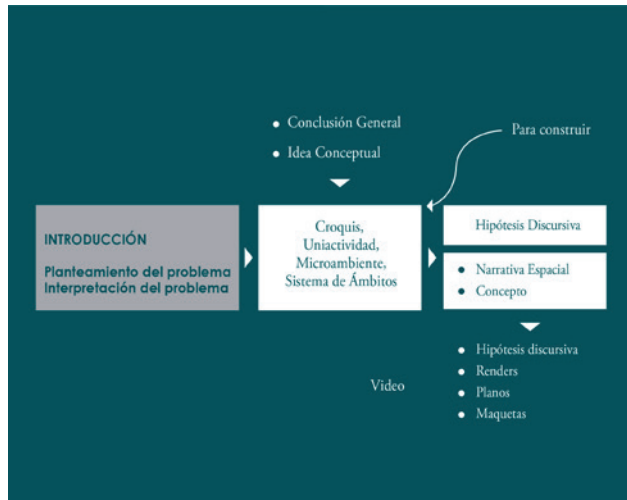 Conclusión General
Idea Conceptual
Para construir
INTRODUCCIÓN
Planteamiento del problema
Interpretación del problema
Croquis,
Uniactividad,
Microambiente,
Sistema de Ámbitos
Hipótesis Discursiva
Narrativa Espacial
Concepto
Hipótesis discursiva
Renders
Planos
Maquetas
Video